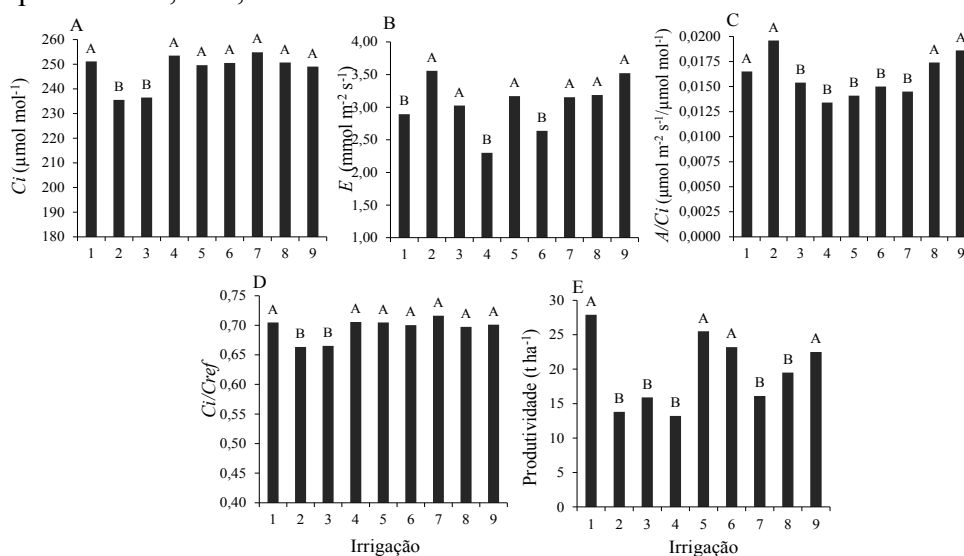 A
Ci (µmol mol⁻¹)
260
250
240
230
220
210
200
190
180
A B B A A A A A A
1 2 3 4 5 6 7 8 9
B
E (mmol m⁻² s⁻¹)
4,00
3,50
3,00
2,50
2,00
1,50
1,00
B A A B A B A A A
1 2 3 4 5 6 7 8 9
C
A/Ci (µmol m⁻² s⁻¹/µmol mol⁻¹)
0,0200
0,0175
0,0150
0,0125
0,0100
0,0075
0,0050
0,0025
0,0000
A A B B B B B A A
1 2 3 4 5 6 7 8 9
D
Ci/Cref
0,75
0,70
0,65
0,60
0,55
0,50
0,45
0,40
A B B A A A A A A
1 2 3 4 5 6 7 8 9
Irrigação
E
Produtividade (t ha⁻¹)
30
25
20
15
10
5
0
A B B B A A B B A
1 2 3 4 5 6 7 8 9
Irrigação